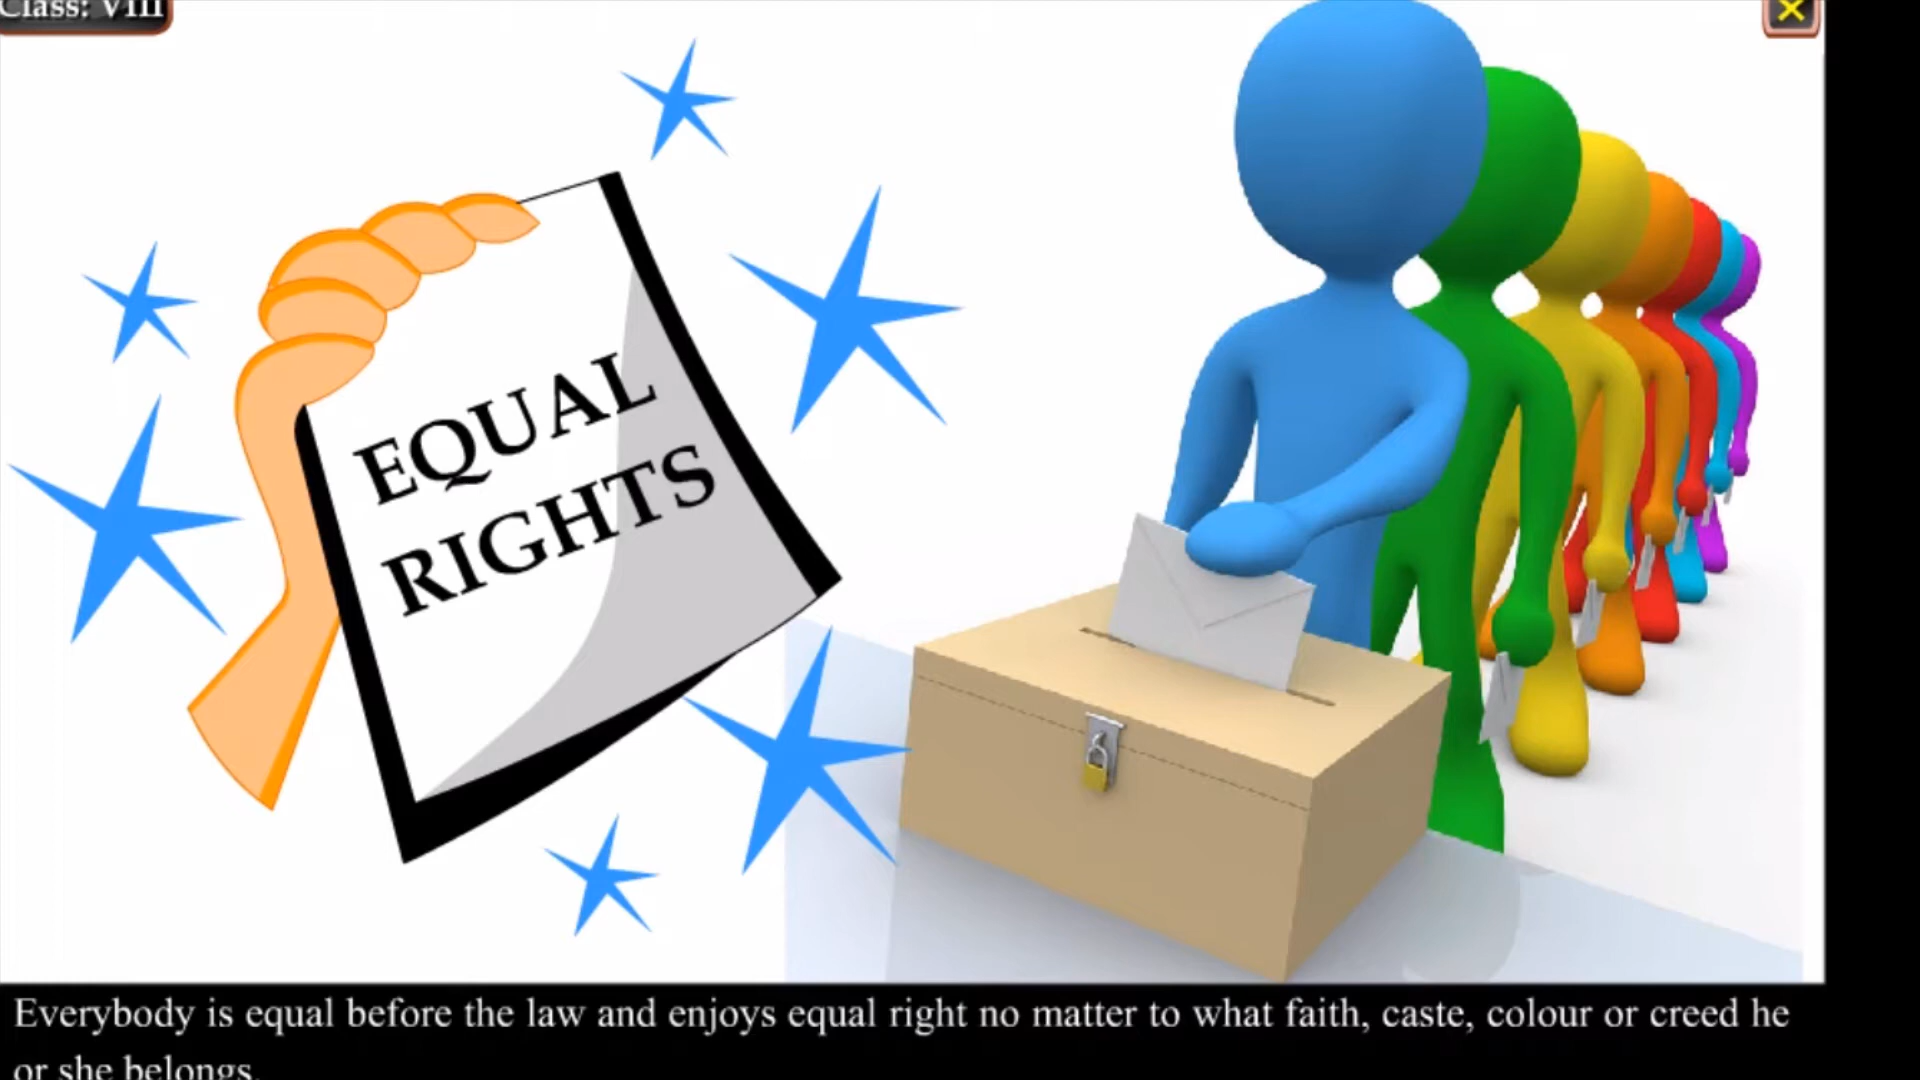 Class: VIII
EQUAL
RIGHTS
Everybody is equal before the law and enjoys equal right no matter to what faith, caste, colour or creed he
or she belongs.